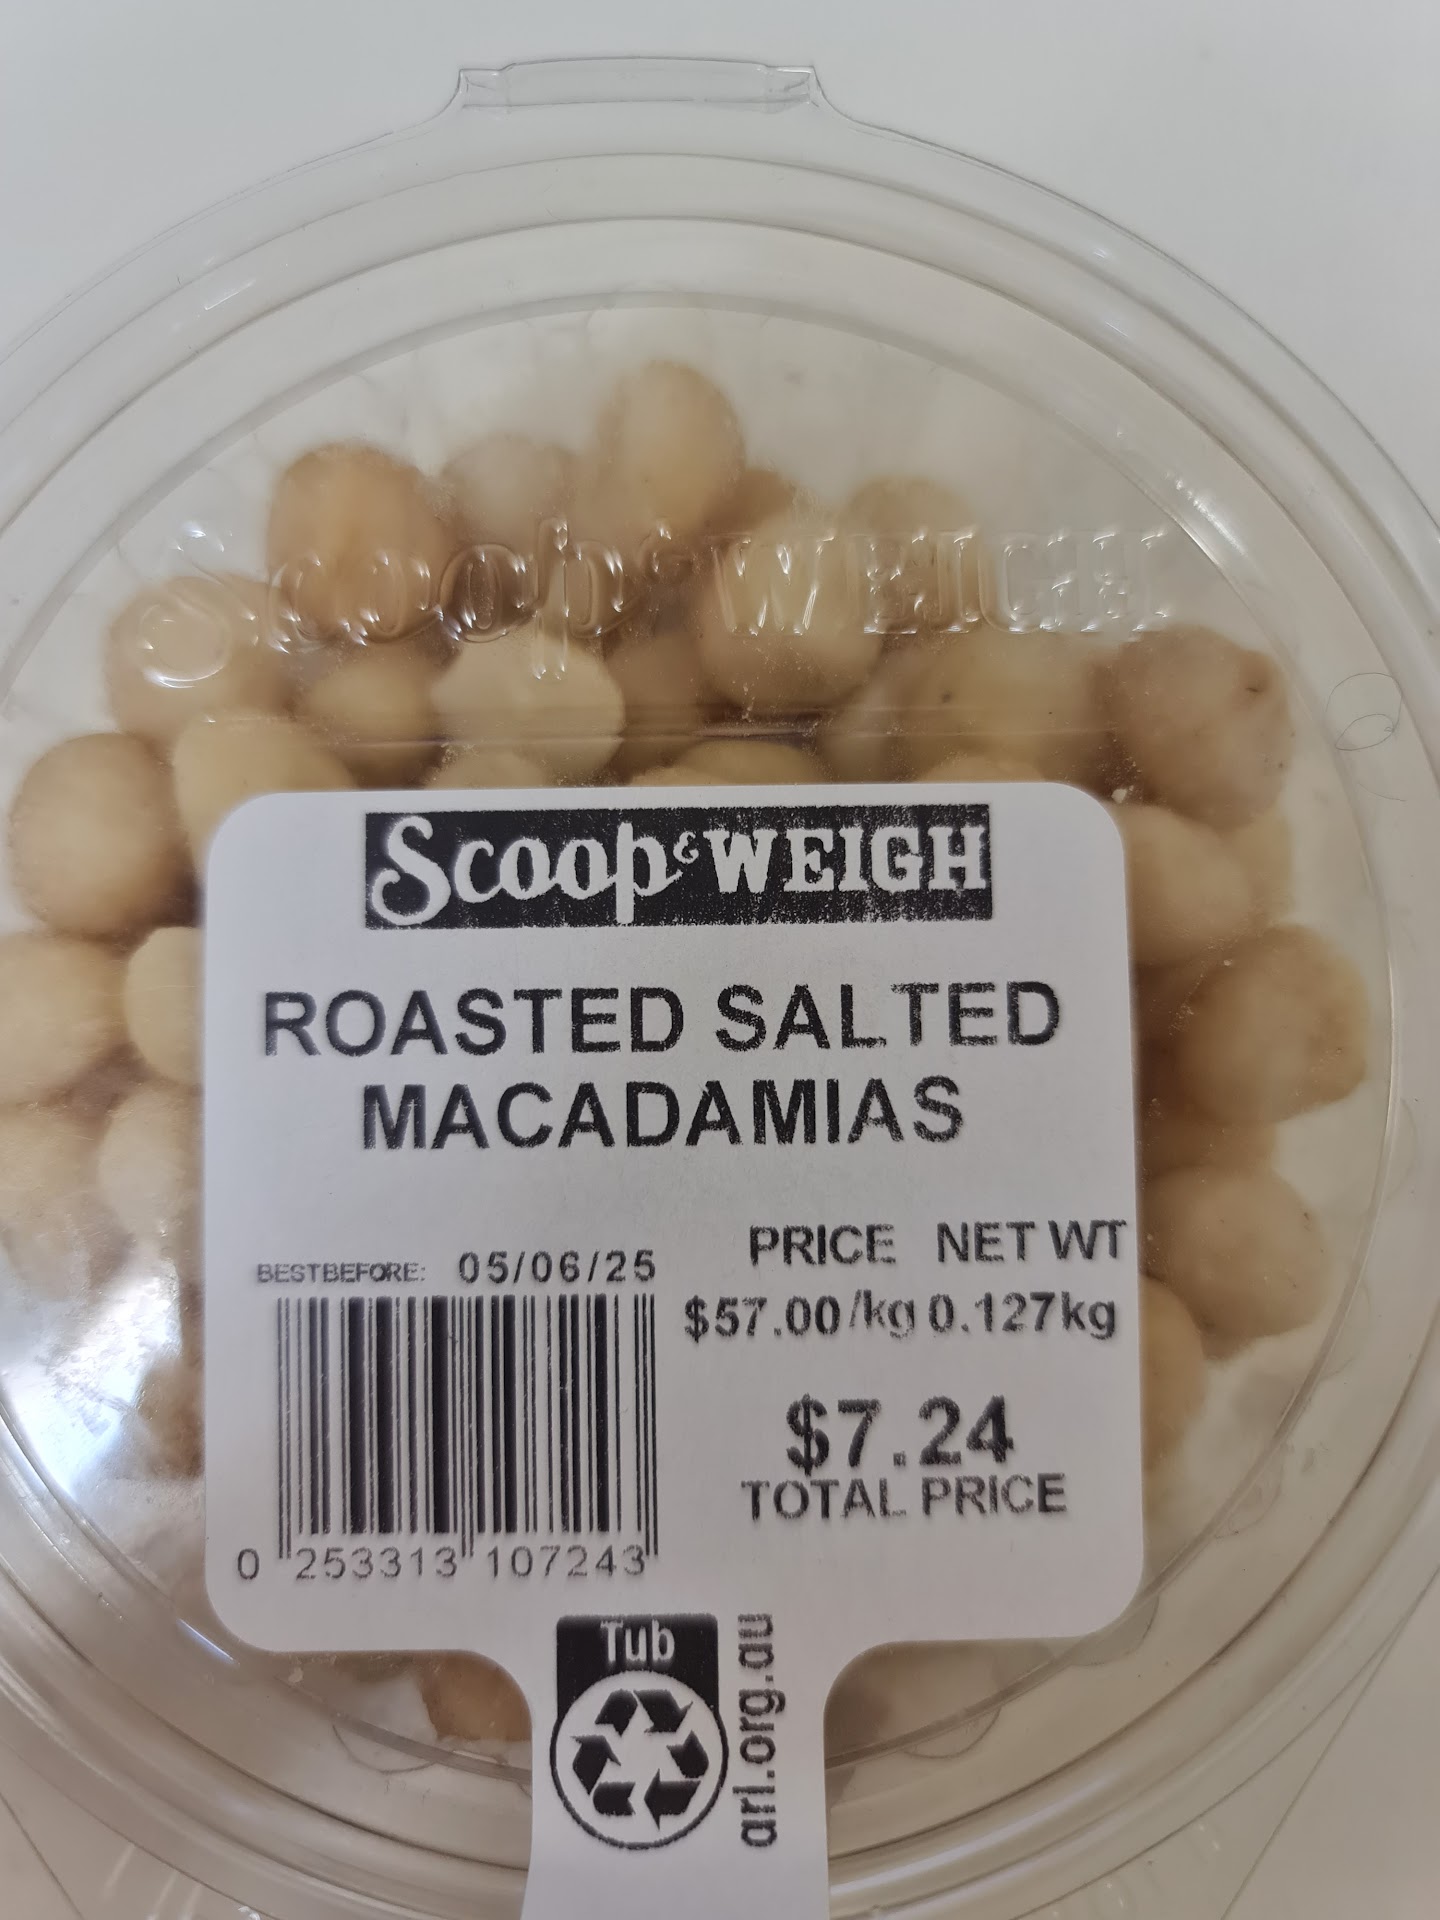 Scoop & WEIGH
Scoop & WEIGH
ROASTED SALTED
MACADAMIAS
PRICE NET WT
BESTBEFORE: 05/06/25
$57.00/kg 0.127kg
$7.24
TOTAL PRICE
0 253313 107243
Tub
arl.org.au